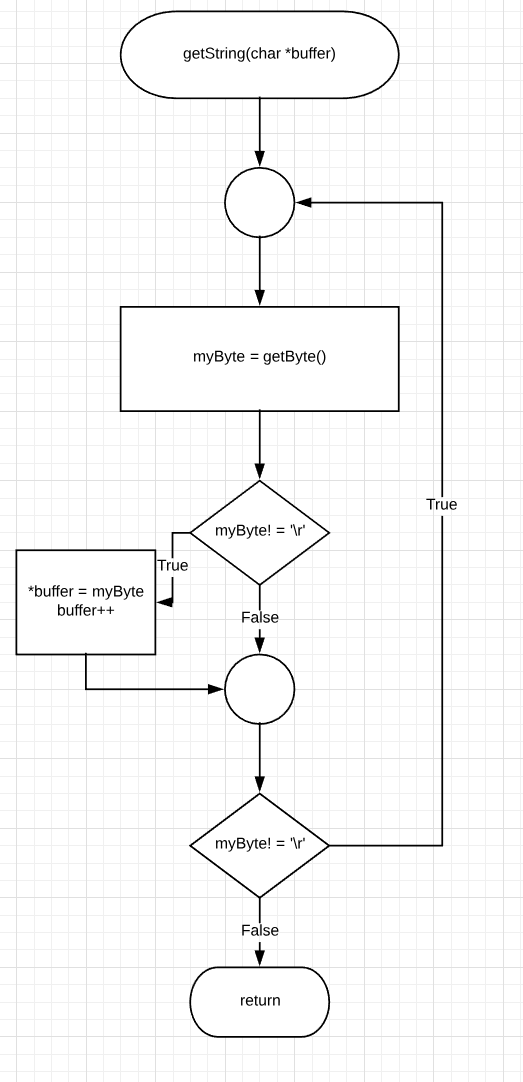 getString(char *buffer)
myByte = getByte()
myByte! = '\r'
True
*buffer = myByte
buffer++
False
myByte! = '\r'
True
False
return